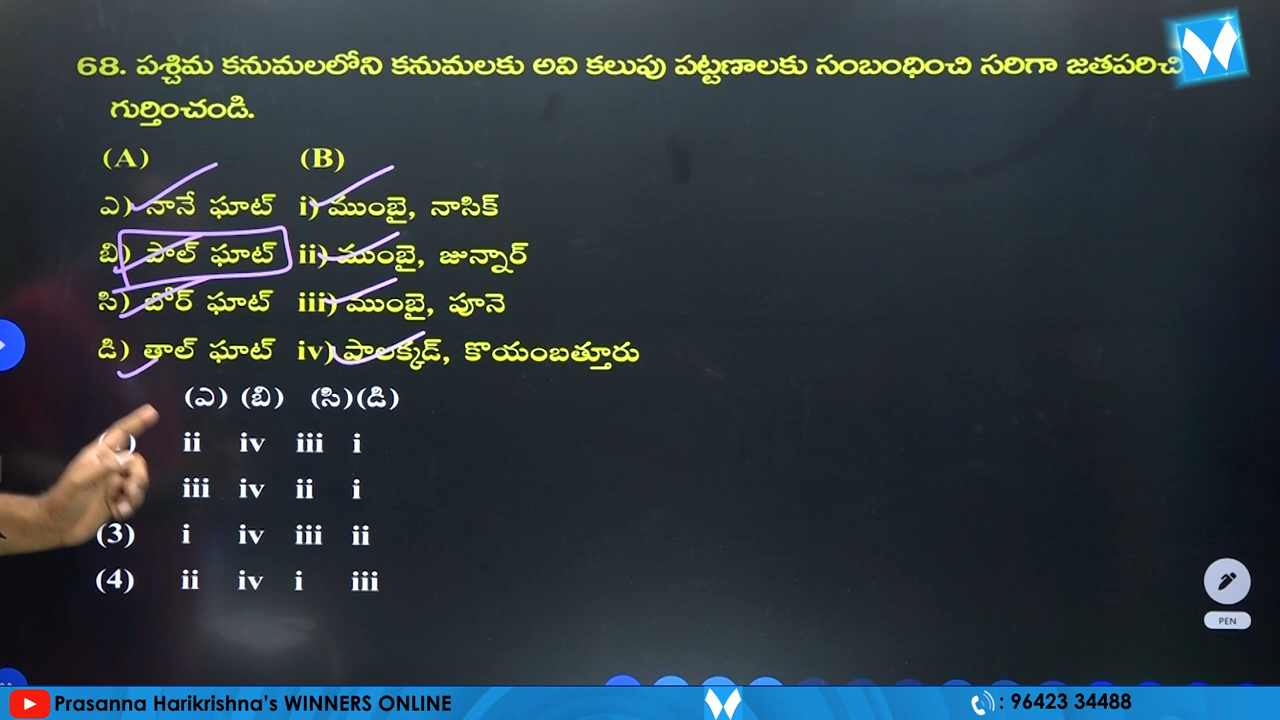 68. పశ్చిమ కనుమలలోని కనుమలకు అవి కలుపు పట్టణాలకు సంబంధించి సరిగా జతపరిచి
గుర్తించండి.
(A) (B)
ఎ) నానే ఘాట్ i) ముంబై, నాసిక్
బి) పాల్ ఘాట్ ii) ముంబై, జున్నార్
సి) బోర్ ఘాట్ iii) ముంబై, పూనె
డి) తాల్ ఘాట్ iv) పాలక్కడ్, కొయంబత్తూరు
(ఎ) (బి) (సి) (డి)
ii iv iii i
iii iv ii i
(3) i iv iii ii
(4) ii iv i iii
PEN
Prasanna Harikrishna's WINNERS ONLINE : 96423 34488